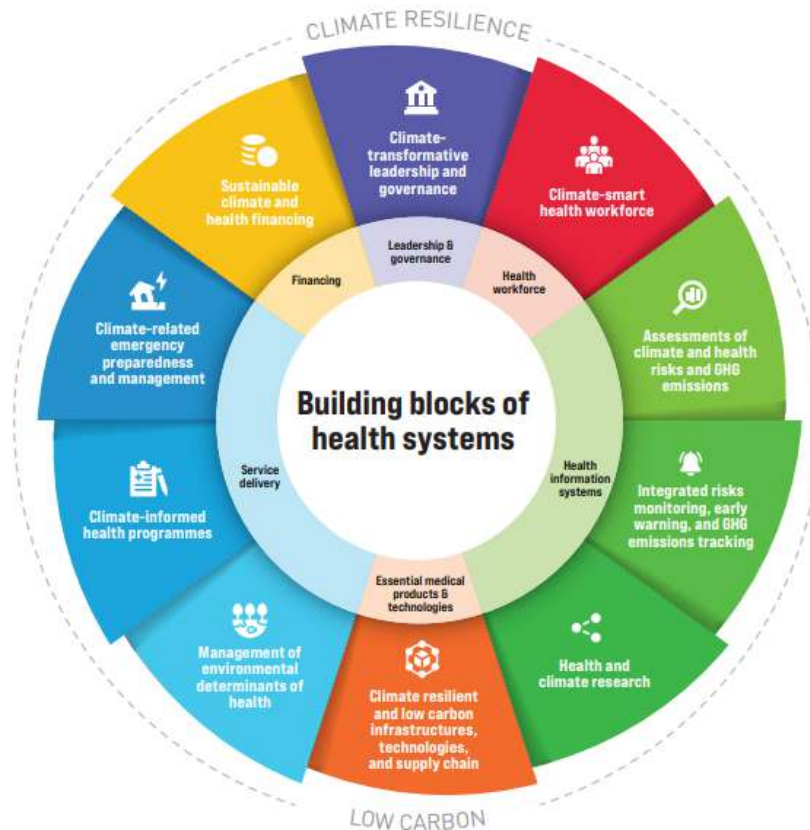 CLIMATE RESILIENCE
Climate-
transformative
leadership and
governance
Climate-smart
health workforce
Assessments of
climate and health
risks and GHG
emissions
Integrated risks
monitoring, early
warning, and GHG
emissions tracking
Health and
climate research
Climate resilient
and low carbon
infrastructures,
technologies,
and supply chain
Management of
environmental
determinants of
health
Climate-informed
health programmes
Climate-related
emergency
preparedness
and management
Sustainable
climate and
health financing
Leadership &
governance
Health
workforce
Health
information
systems
Essential medical
products &
technologies
Service
delivery
Financing
Building blocks of
health systems
LOW CARBON